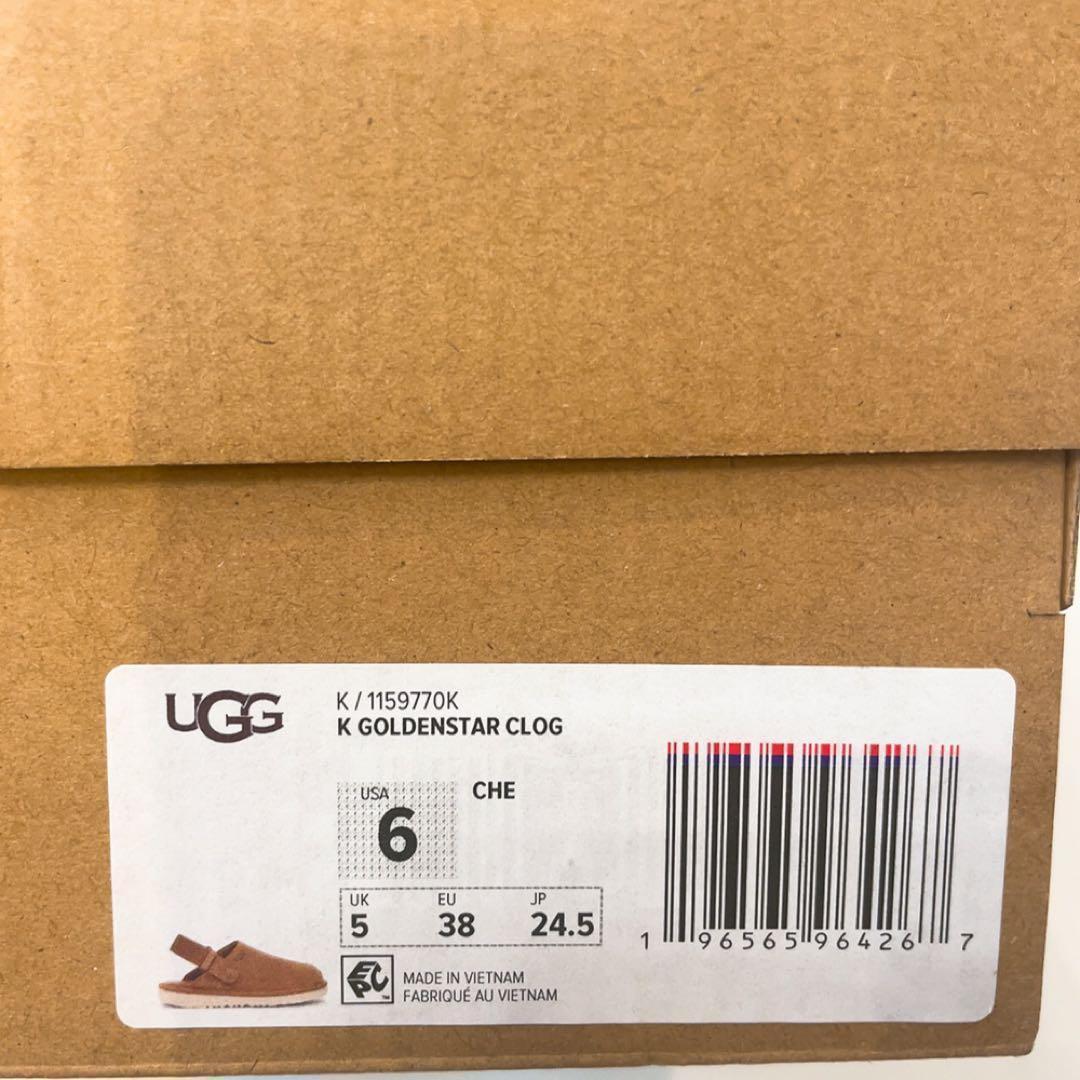 UGG
K / 1159770K
K GOLDENSTAR CLOG
USA
6
CHE
UK EU JP
5 38 24.5
EPC™
MADE IN VIETNAM
FABRIQUÉ AU VIETNAM
1 96565 96426 7